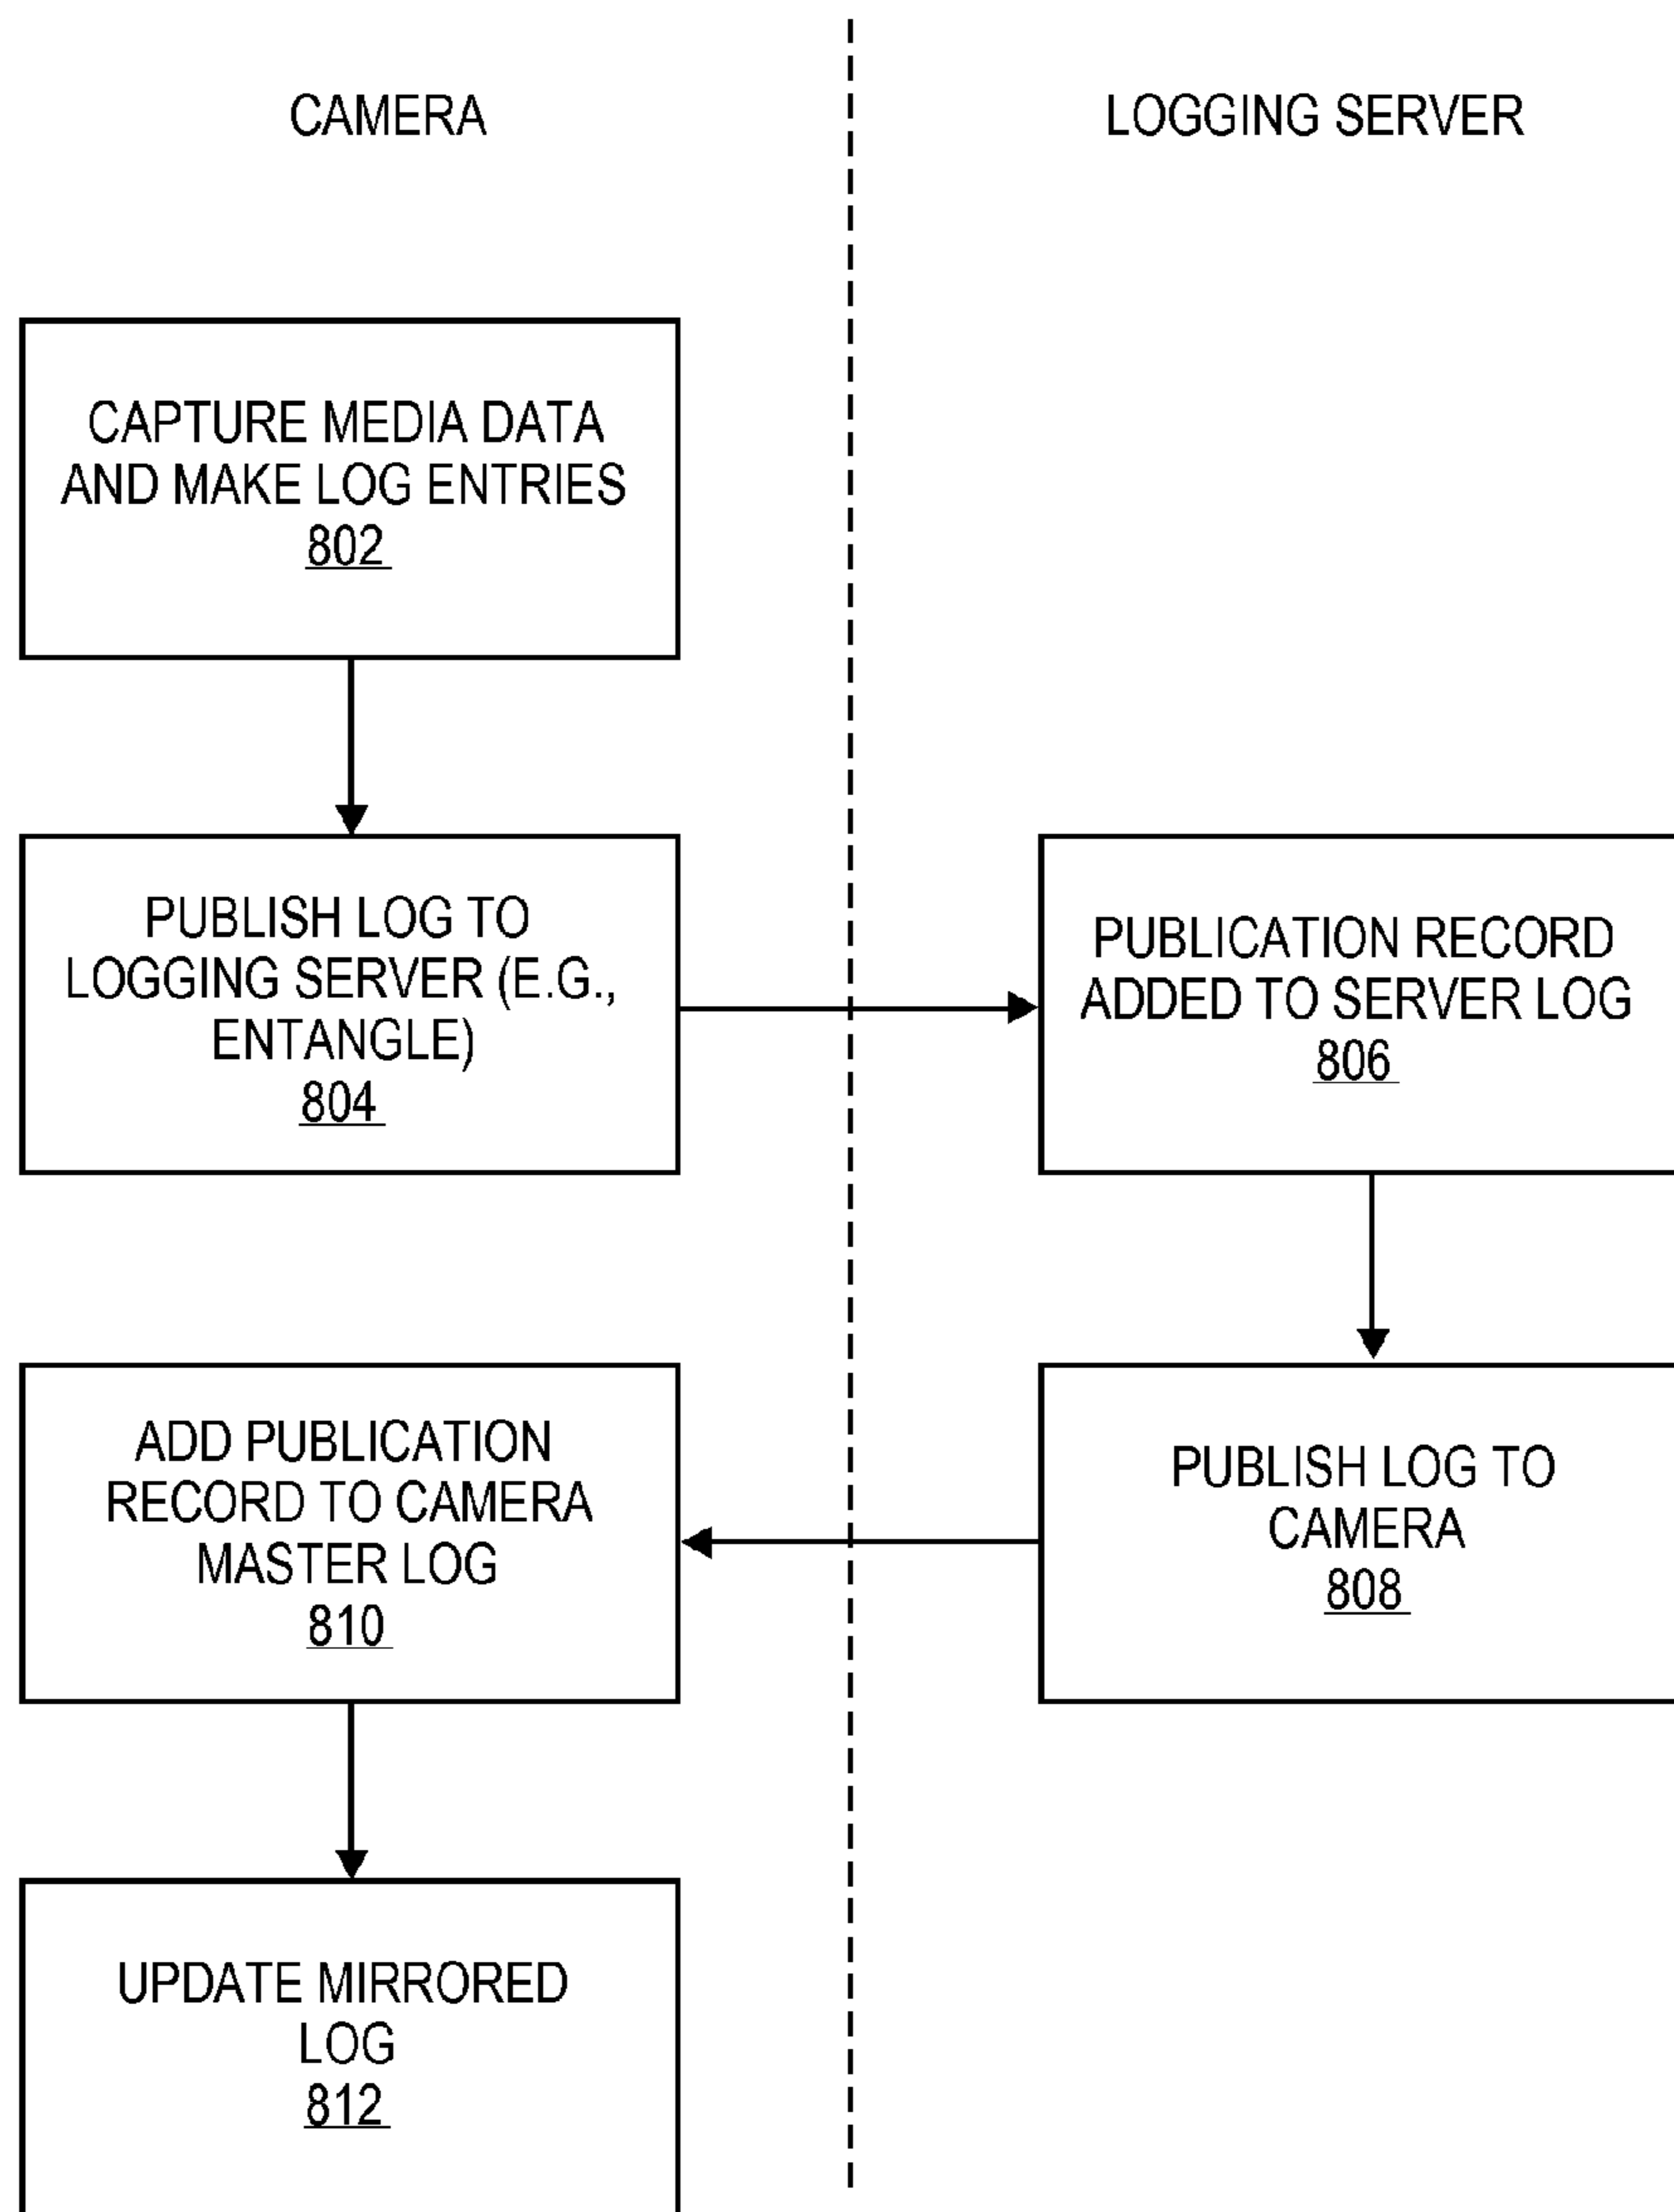 CAMERA
LOGGING SERVER
CAPTURE MEDIA DATA
AND MAKE LOG ENTRIES
802
PUBLISH LOG TO
LOGGING SERVER (E.G.,
ENTANGLE)
804
PUBLICATION RECORD
ADDED TO SERVER LOG
806
PUBLISH LOG TO
CAMERA
808
ADD PUBLICATION
RECORD TO CAMERA
MASTER LOG
810
UPDATE MIRRORED
LOG
812